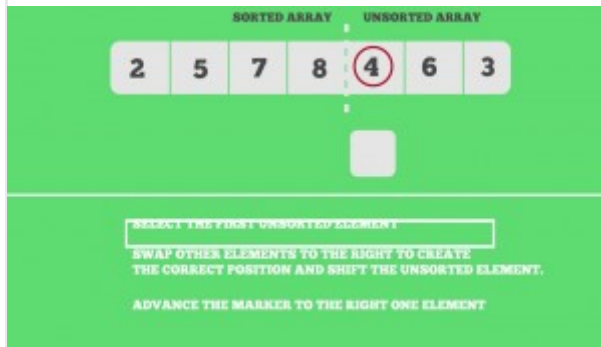 SORTED ARRAY UNSORTED ARRAY
2 5 7 8 4 6 3
SELECT THE FIRST UNSORTED ELEMENT
SWAP OTHER ELEMENTS TO THE RIGHT TO CREATE
THE CORRECT POSITION AND SHIFT THE UNSORTED ELEMENT.
ADVANCE THE MARKER TO THE RIGHT ONE ELEMENT